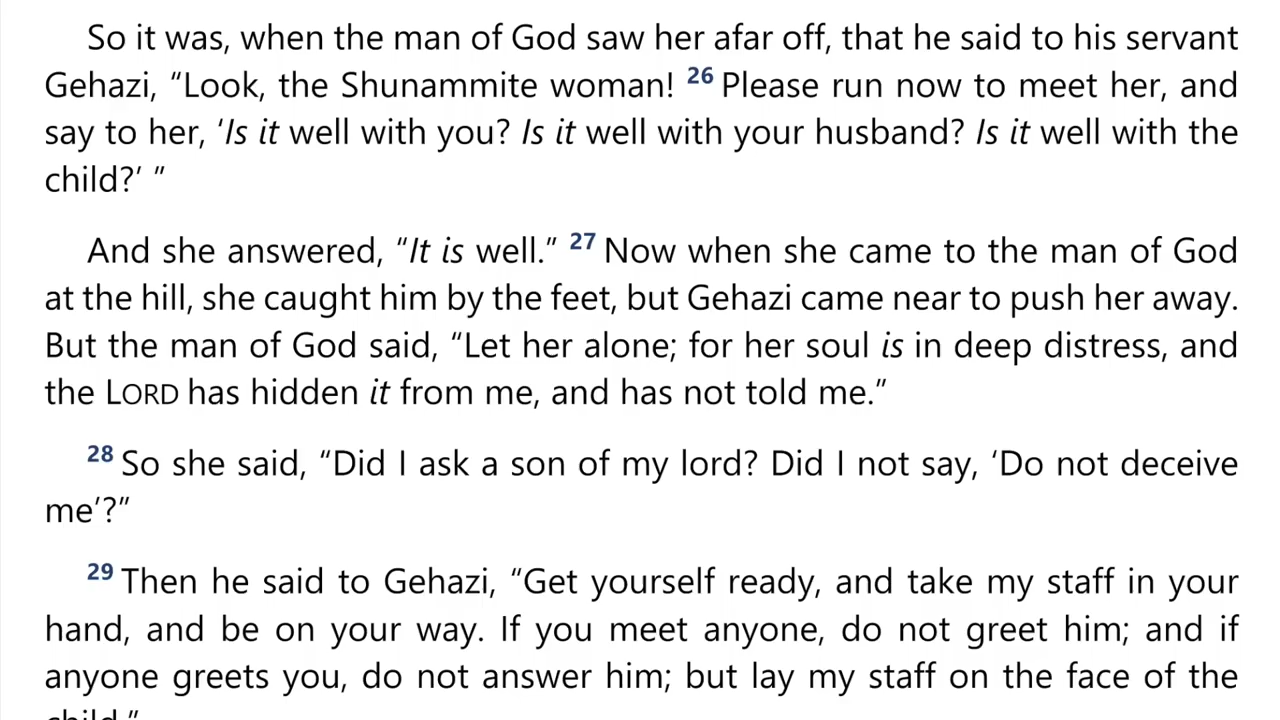 So it was, when the man of God saw her afar off, that he said to his servant
Gehazi, “Look, the Shunammite woman! 26 Please run now to meet her, and
say to her, ‘Is it well with you? Is it well with your husband? Is it well with the
child?’ ”
And she answered, “It is well.” 27 Now when she came to the man of God
at the hill, she caught him by the feet, but Gehazi came near to push her away.
But the man of God said, “Let her alone; for her soul is in deep distress, and
the LORD has hidden it from me, and has not told me.”
28 So she said, “Did I ask a son of my lord? Did I not say, ‘Do not deceive
me’?”
29 Then he said to Gehazi, “Get yourself ready, and take my staff in your
hand, and be on your way. If you meet anyone, do not greet him; and if
anyone greets you, do not answer him; but lay my staff on the face of the
child.”